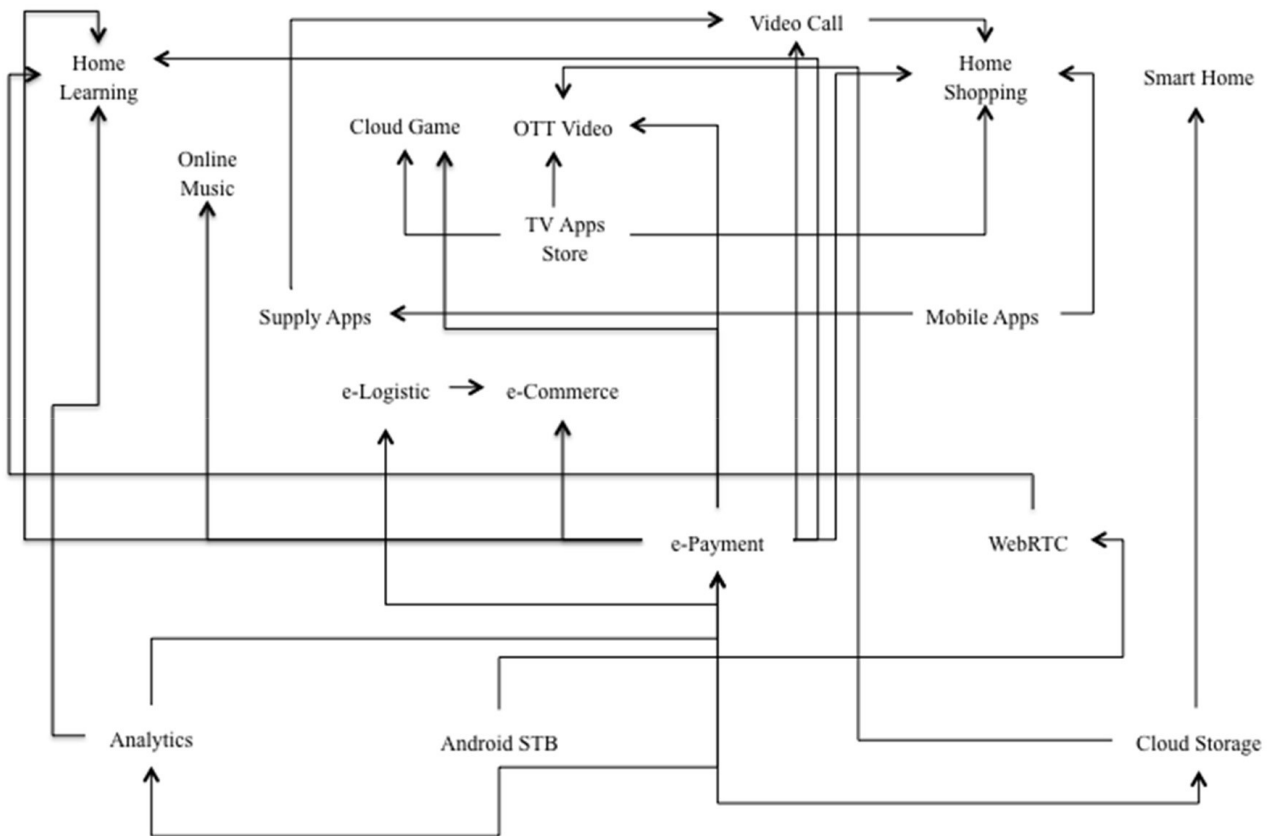 Video Call
Home
Learning
Home
Shopping
Smart Home
Cloud Game
OTT Video
Online
Music
TV Apps
Store
Supply Apps
Mobile Apps
e-Logistic
e-Commerce
e-Payment
WebRTC
Analytics
Android STB
Cloud Storage